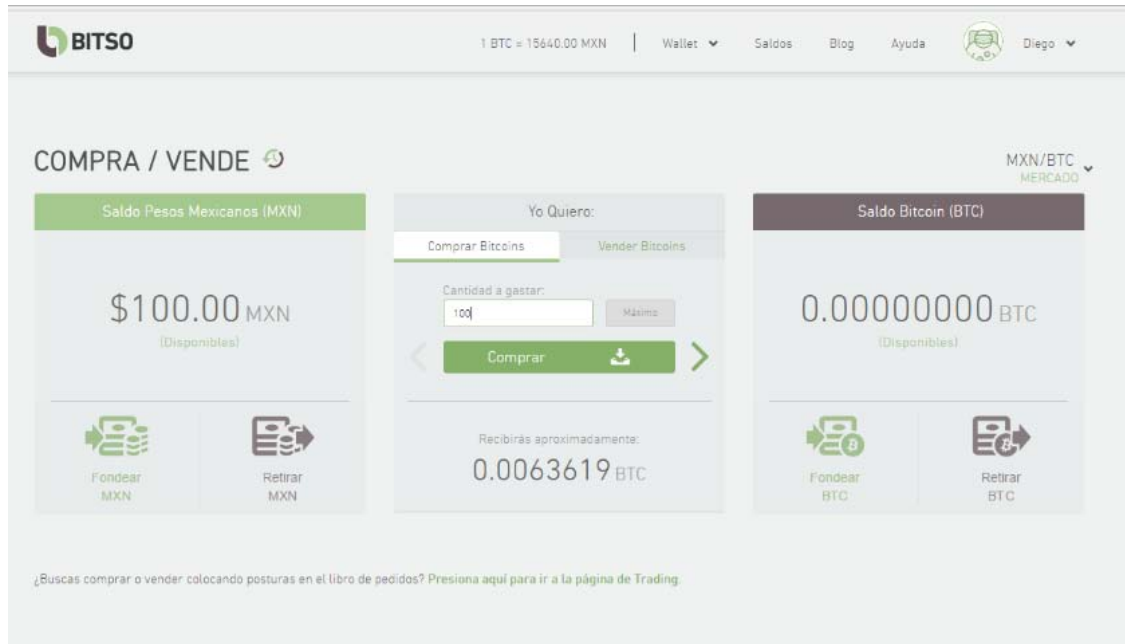 BITSO
1 BTC = 15640.00 MXN | Wallet Saldos Blog Ayuda Diego
COMPRA / VENDE
MXN/BTC
MERCADO
Saldo Pesos Mexicanos (MXN)
$100.00 MXN
(Disponibles)
Fondear
MXN
Retirar
MXN
Yo Quiero:
Comprar Bitcoins Vender Bitcoins
Cantidad a gastar:
100 Máximo
Comprar
Recibirás aproximadamente:
0.0063619 BTC
Saldo Bitcoin (BTC)
0.00000000 BTC
(Disponibles)
Fondear
BTC
Retirar
BTC
¿Buscas comprar o vender colocando posturas en el libro de pedidos? Presiona aquí para ir a la página de Trading.